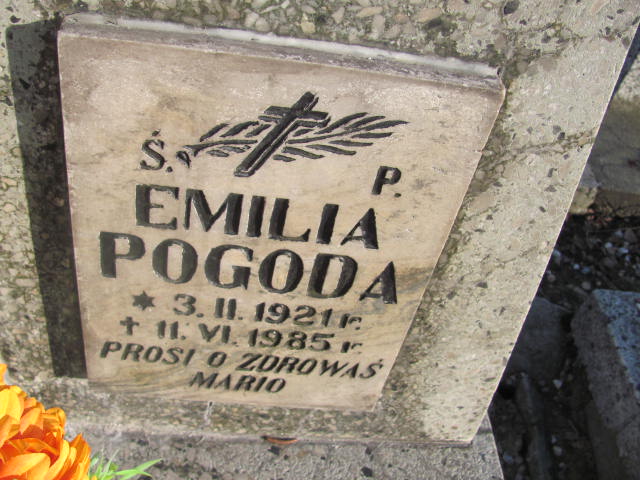 Ś. P.
EMILIA
POGODA
* 3. II. 1921 r.
+ 11. VI. 1985 r.
PROSI O ZDROWAŚ
MARIO